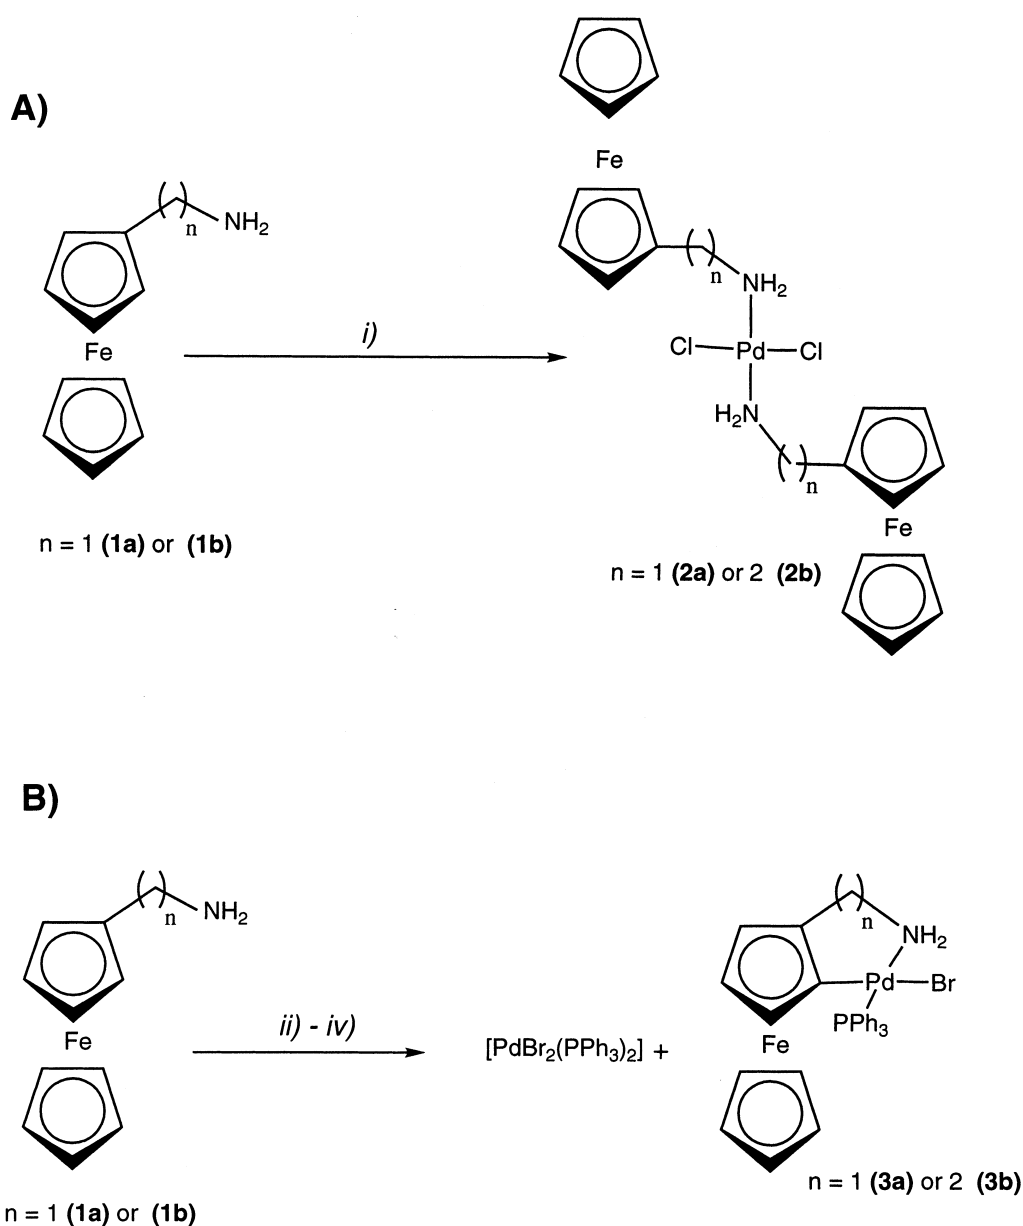 A)
Fe
( )n NH2
NH2
( )n
Fe
i)
Cl Pd Cl
H2N
( )n
Fe
n = 1 (1a) or (1b)
n = 1 (2a) or 2 (2b)
B)
( )n NH2
Fe
ii) - iv)
[PdBr2(PPh3)2] +
( )n NH2
Pd Br
PPh3
Fe
n = 1 (3a) or 2 (3b)
n = 1 (1a) or (1b)